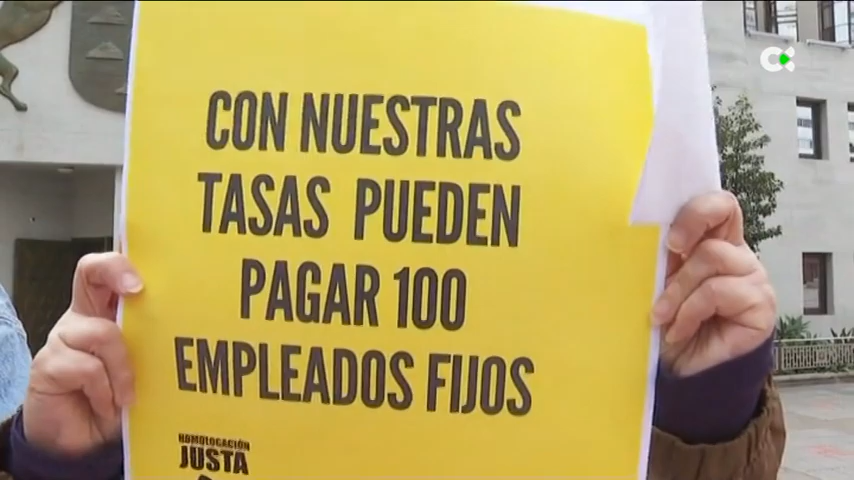 CON NUESTRAS
TASAS PUEDEN
PAGAR 100
EMPLEADOS FIJOS
HOMOLOGACIÓN
JUSTA